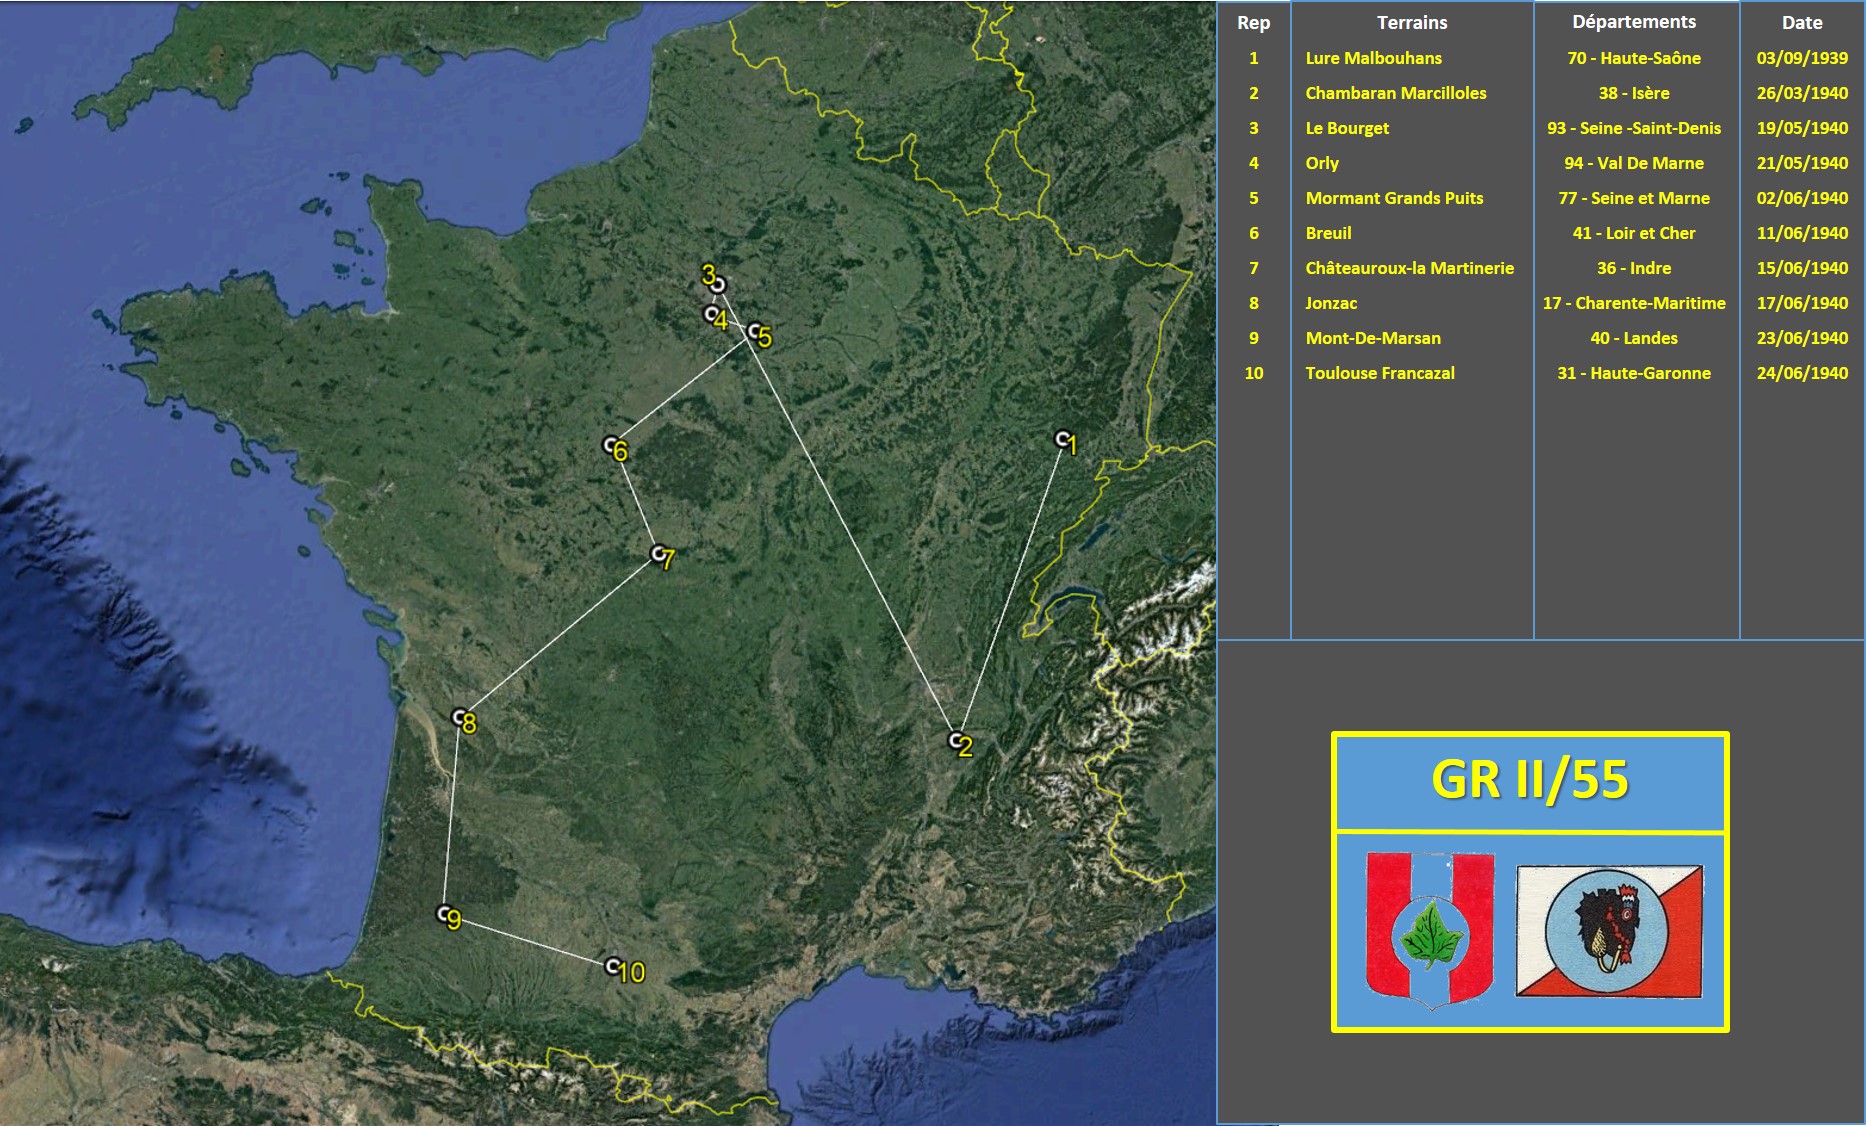 Rep Terrains Départements Date
1 Lure Malbouhans 70 - Haute-Saône 03/09/1939
2 Chambaran Marcilloles 38 - Isère 26/03/1940
3 Le Bourget 93 - Seine -Saint-Denis 19/05/1940
4 Orly 94 - Val De Marne 21/05/1940
5 Mormant Grands Puits 77 - Seine et Marne 02/06/1940
6 Breuil 41 - Loir et Cher 11/06/1940
7 Châteauroux-la Martinerie 36 - Indre 15/06/1940
8 Jonzac 17 - Charente-Maritime 17/06/1940
9 Mont-De-Marsan 40 - Landes 23/06/1940
10 Toulouse Francazal 31 - Haute-Garonne 24/06/1940
3
4
5
1
6
7
8
2
9
10
GR II/55